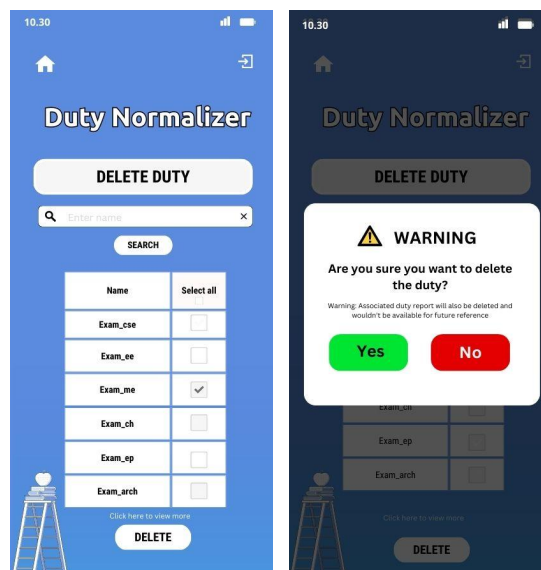 10.30
Duty Normalizer
DELETE DUTY
Enter name
×
SEARCH
Name Select all
Exam_cse
Exam_ee
Exam_me
Exam_ch
Exam_ep
Exam_arch
Click here to view more
DELETE
10.30
Duty Normalizer
DELETE DUTY
WARNING
Are you sure you want to delete
the duty?
Warning: Associated duty report will also be deleted and
wouldn't be available for future reference
Yes No
Exam_ch
Exam_ep
Exam_arch
Click here to view more
DELETE